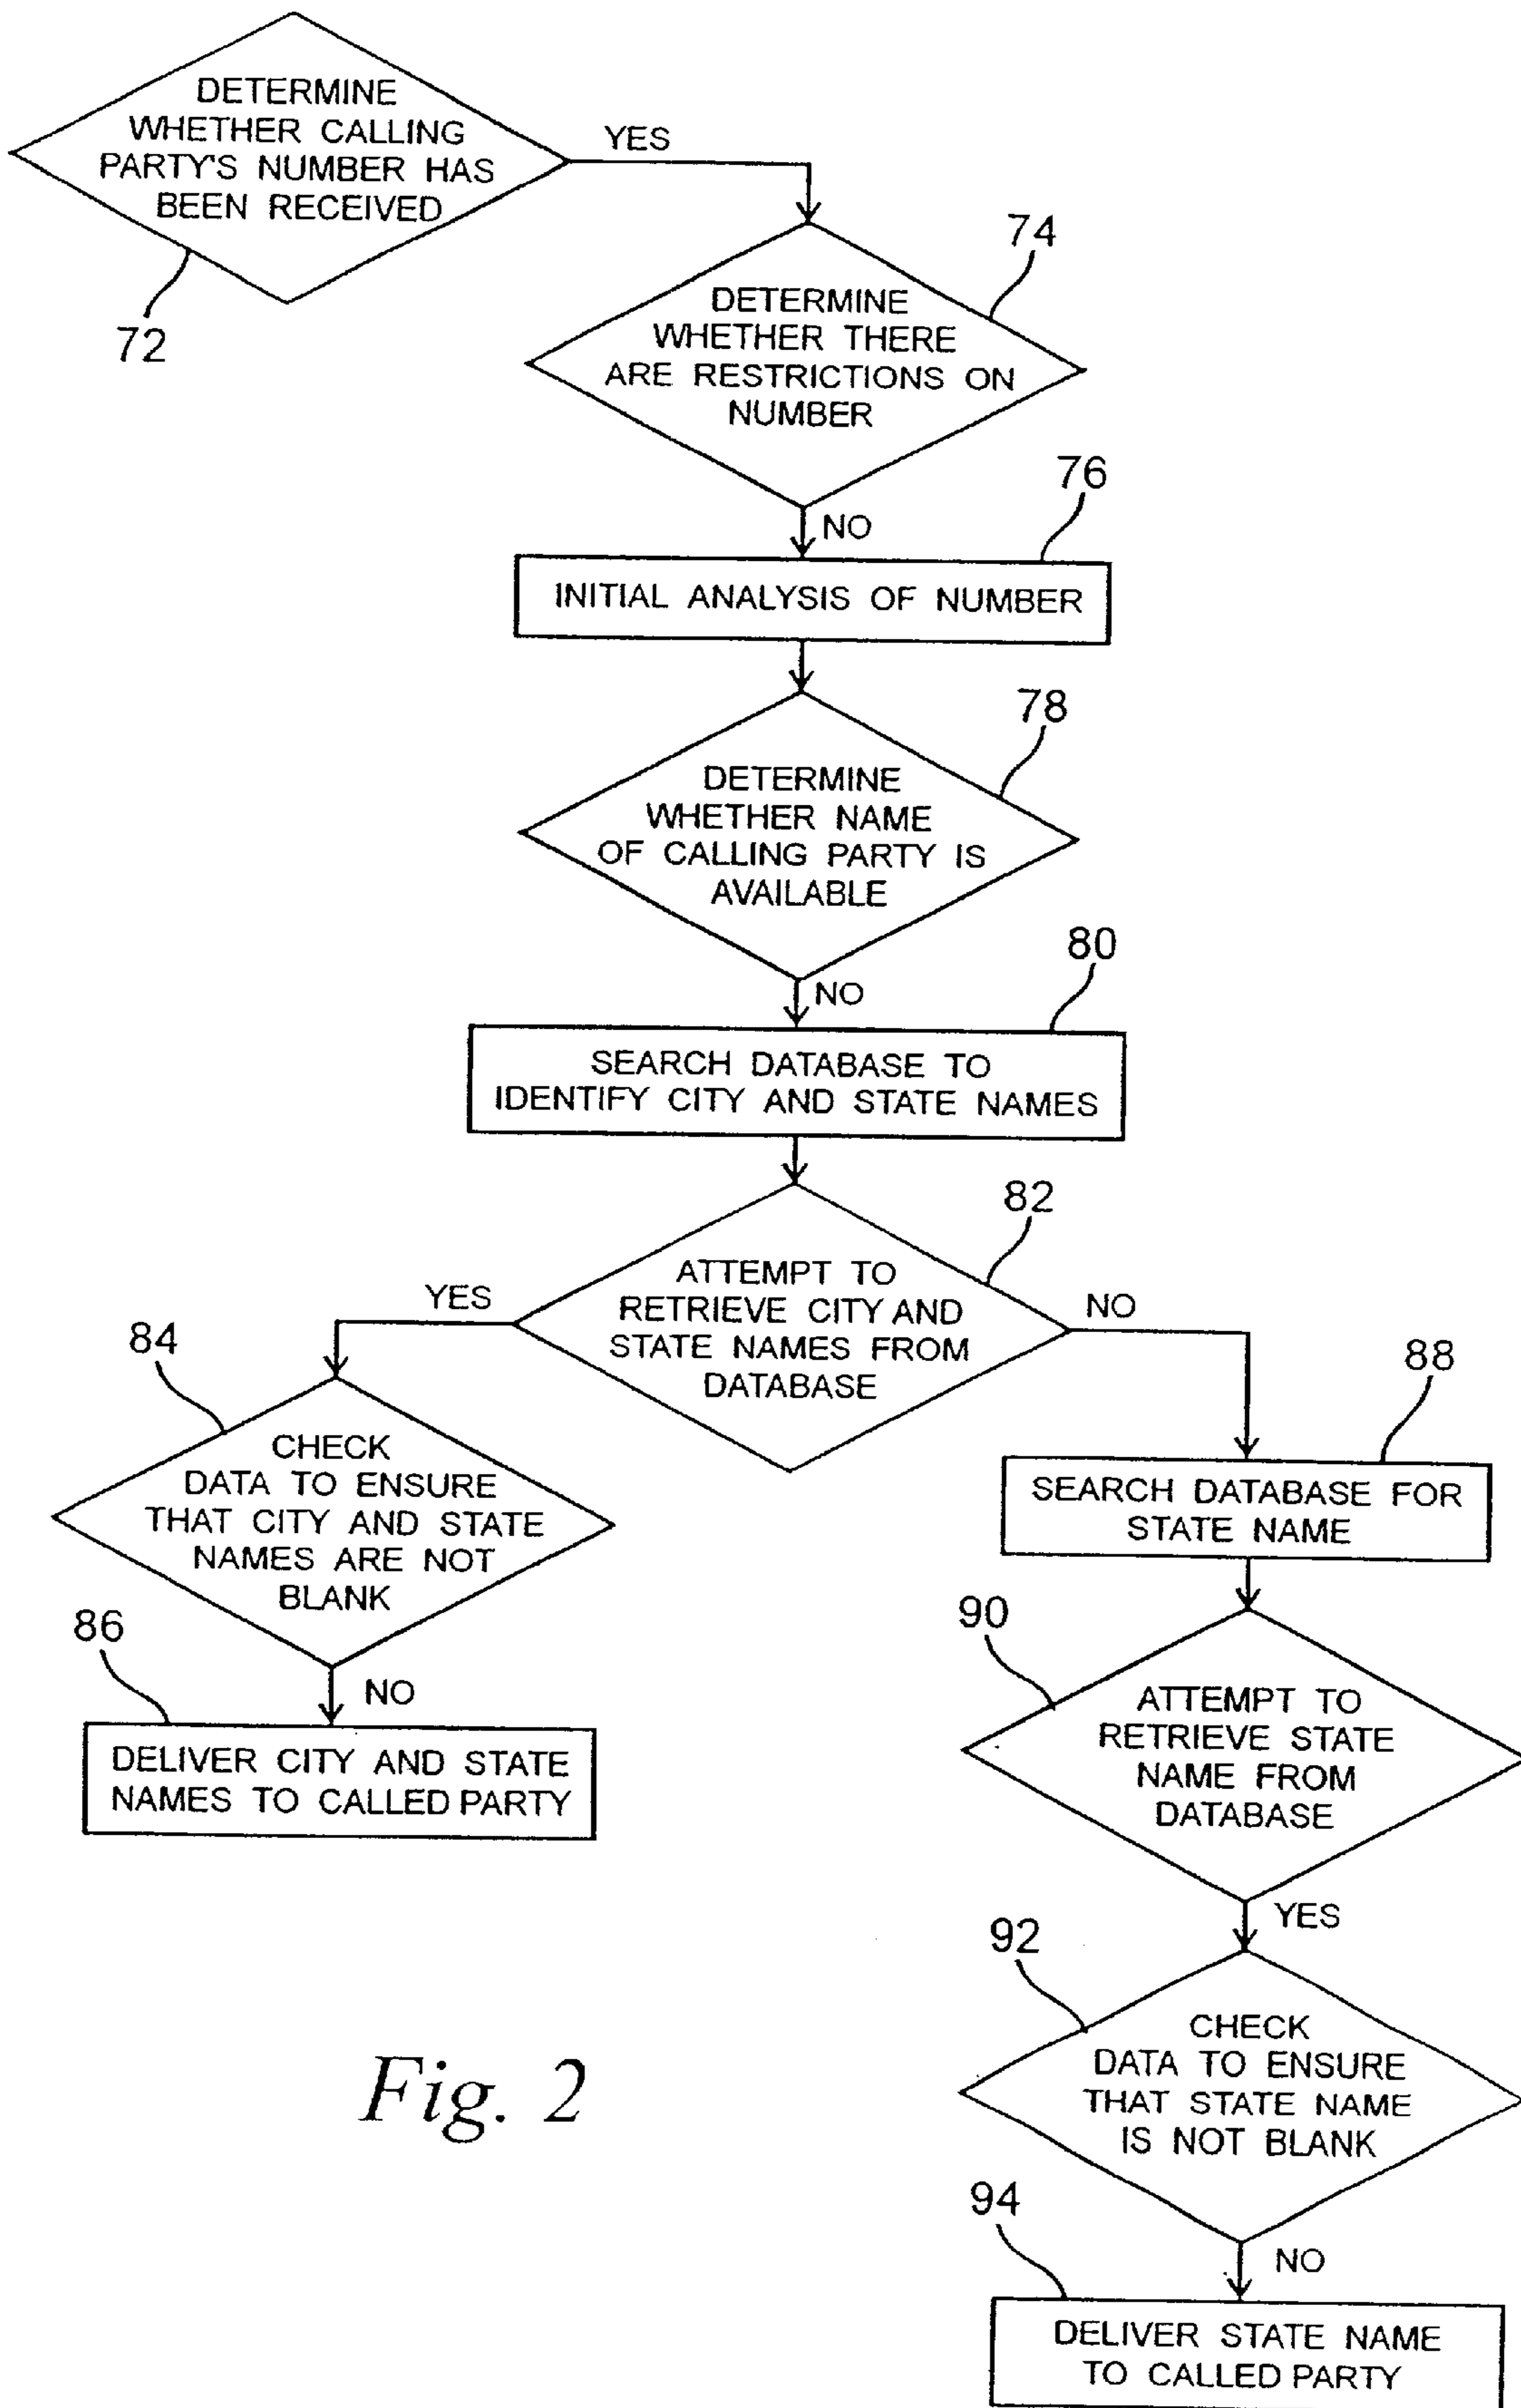 DETERMINE
WHETHER CALLING
PARTY'S NUMBER HAS
BEEN RECEIVED
YES
72
74
DETERMINE
WHETHER THERE
ARE RESTRICTIONS ON
NUMBER
NO
76
INITIAL ANALYSIS OF NUMBER
78
DETERMINE
WHETHER NAME
OF CALLING PARTY IS
AVAILABLE
NO
80
SEARCH DATABASE TO
IDENTIFY CITY AND STATE NAMES
82
ATTEMPT TO
RETRIEVE CITY AND
STATE NAMES FROM
DATABASE
YES
NO
84
CHECK
DATA TO ENSURE
THAT CITY AND STATE
NAMES ARE NOT
BLANK
NO
86
DELIVER CITY AND STATE
NAMES TO CALLED PARTY
88
SEARCH DATABASE FOR
STATE NAME
90
ATTEMPT TO
RETRIEVE STATE
NAME FROM
DATABASE
YES
92
CHECK
DATA TO ENSURE
THAT STATE NAME
IS NOT BLANK
NO
94
DELIVER STATE NAME
TO CALLED PARTY
Fig. 2